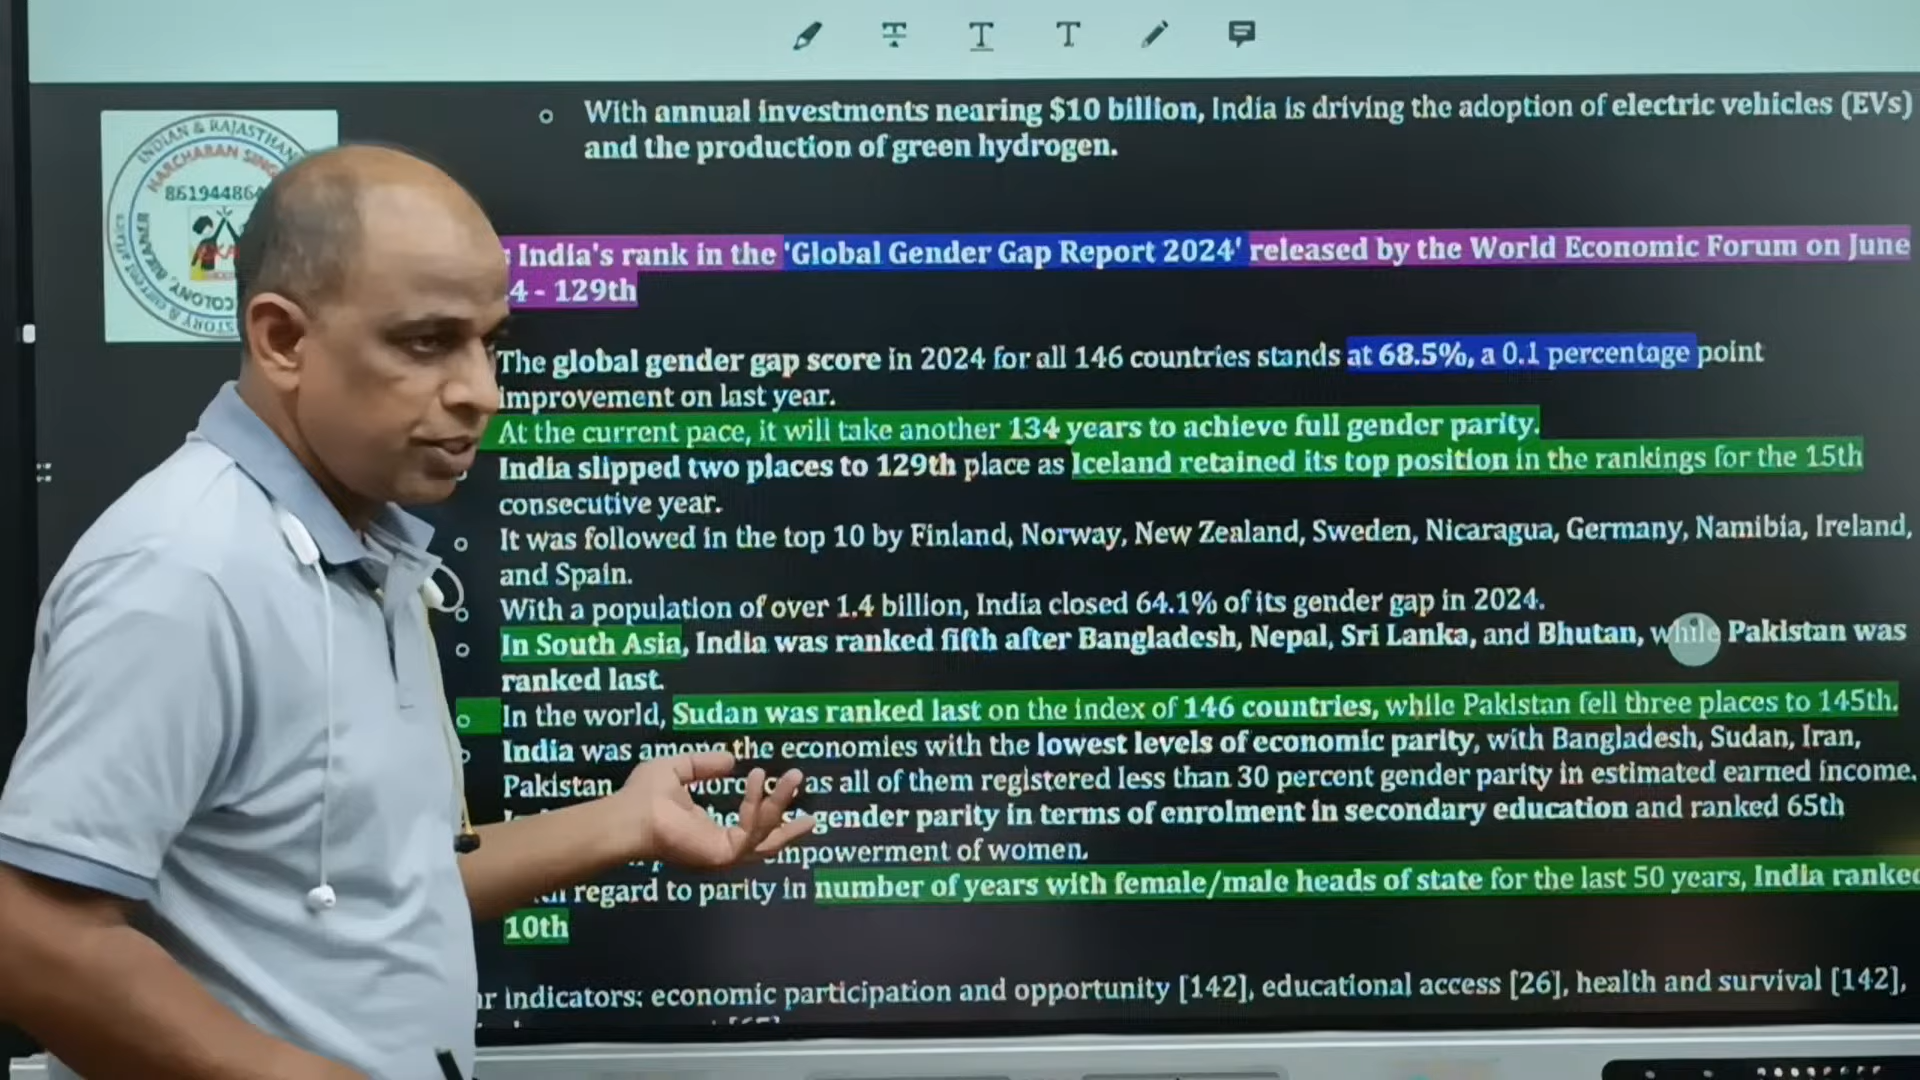 INDIAN & RAJASTHAN
HARCHARAN SINGH
86194486
With annual investments nearing $10 billion, India is driving the adoption of electric vehicles (EVs)
and the production of green hydrogen.
: India's rank in the 'Global Gender Gap Report 2024' released by the World Economic Forum on June
4 - 129th
The global gender gap score in 2024 for all 146 countries stands at 68.5%, a 0.1 percentage point
improvement on last year.
At the current pace, it will take another 134 years to achieve full gender parity.
India slipped two places to 129th place as Iceland retained its top position in the rankings for the 15th
consecutive year.
It was followed in the top 10 by Finland, Norway, New Zealand, Sweden, Nicaragua, Germany, Namibia, Ireland,
and Spain.
With a population of over 1.4 billion, India closed 64.1% of its gender gap in 2024.
In South Asia, India was ranked fifth after Bangladesh, Nepal, Sri Lanka, and Bhutan, while Pakistan was
ranked last.
In the world, Sudan was ranked last on the index of 146 countries, while Pakistan fell three places to 145th.
India was among the economies with the lowest levels of economic parity, with Bangladesh, Sudan, Iran,
Pakistan as all of them registered less than 30 percent gender parity in estimated earned income.
gender parity in terms of enrolment in secondary education and ranked 65th
empowerment of women.
regard to parity in number of years with female/male heads of state for the last 50 years, India ranked
10th
indicators: economic participation and opportunity [142], educational access [26], health and survival [142],